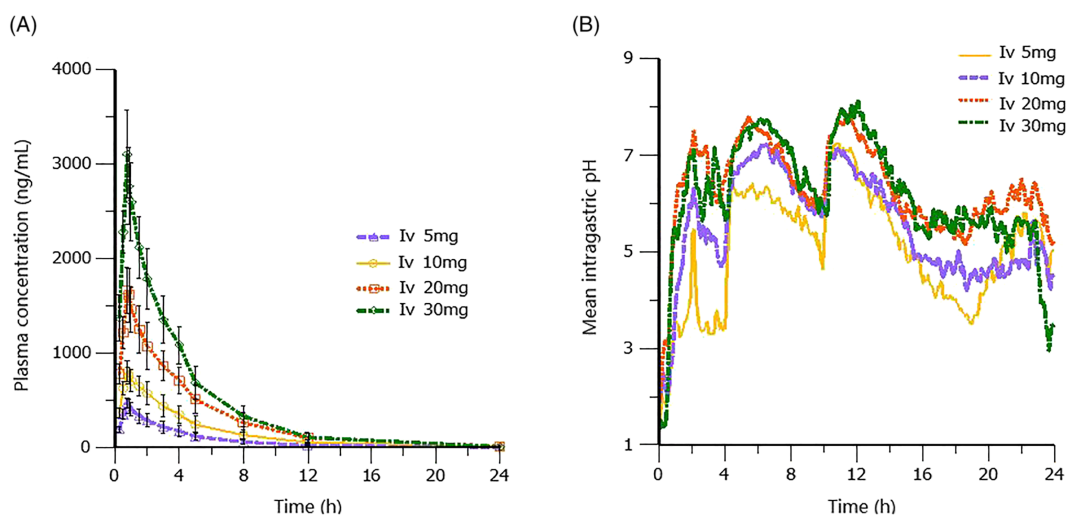 (A)
Plasma concentration (ng/mL)
4000
3000
2000
1000
0
0
4
8
12
16
20
24
Time (h)
Iv 5mg
Iv 10mg
Iv 20mg
Iv 30mg
(B)
Mean intragastric pH
9
7
5
3
1
0
4
8
12
16
20
24
Time (h)
Iv 5mg
Iv 10mg
Iv 20mg
Iv 30mg